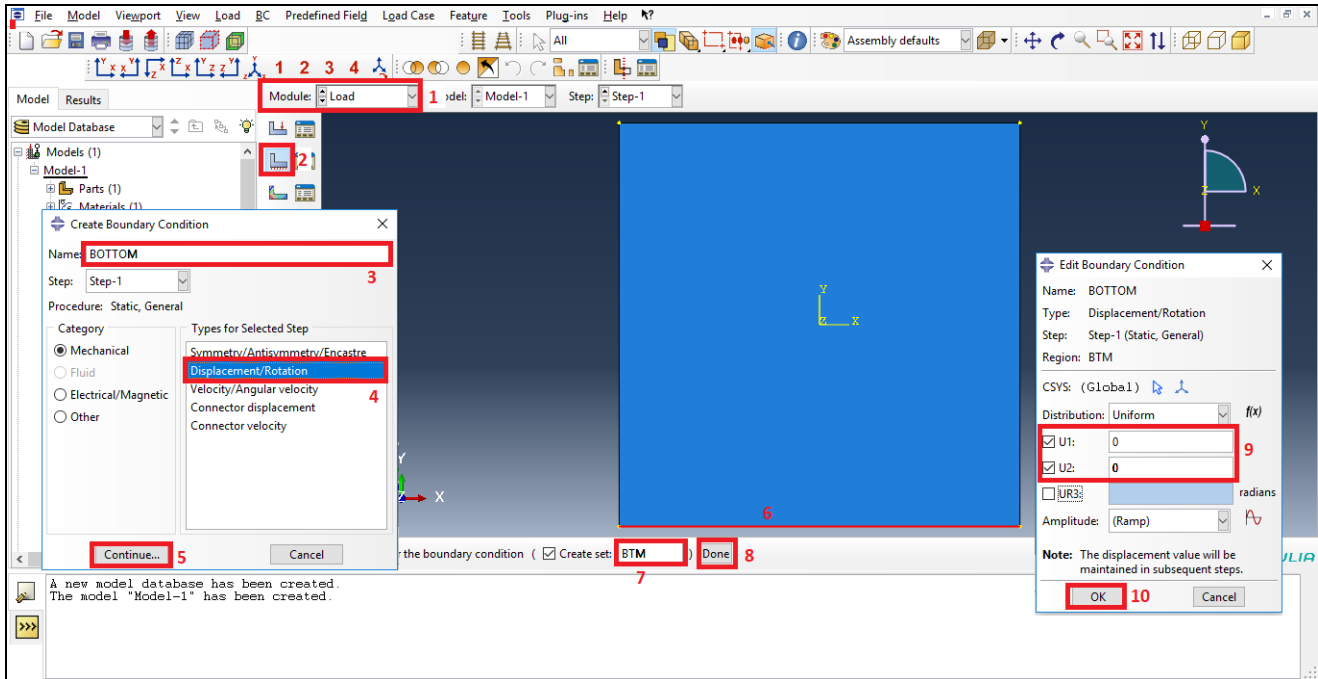 File Model Viewport View Load BC Predefined Field Load Case Feature Tools Plug-ins Help
All Assembly defaults
1 2 3 4
Model Results Module: Load 1 odel: Model-1 Step: Step-1
Model Database
Models (1) 2
Model-1
Parts (1)
Materials (1)
Create Boundary Condition
Name: BOTTOM
3
Step: Step-1
Procedure: Static, General
Category Types for Selected Step
Mechanical Symmetry/Antisymmetry/Encastre
Fluid Displacement/Rotation
4
Electrical/Magnetic Velocity/Angular velocity
Other Connector displacement
Connector velocity
Continue... 5 Cancel
Y
X
Z
Y
Z X
Y
Z X
6
r the boundary condition ( Create set: BTM ) Done 8
7
Edit Boundary Condition
Name: BOTTOM
Type: Displacement/Rotation
Step: Step-1 (Static, General)
Region: BTM
CSYS: (Global)
Distribution: Uniform f(x)
U1: 0
9
U2: 0
UR3: radians
Amplitude: (Ramp)
Note: The displacement value will be
maintained in subsequent steps.
OK 10 Cancel
ULIA
A new model database has been created.
The model "Model-1" has been created.
>>>